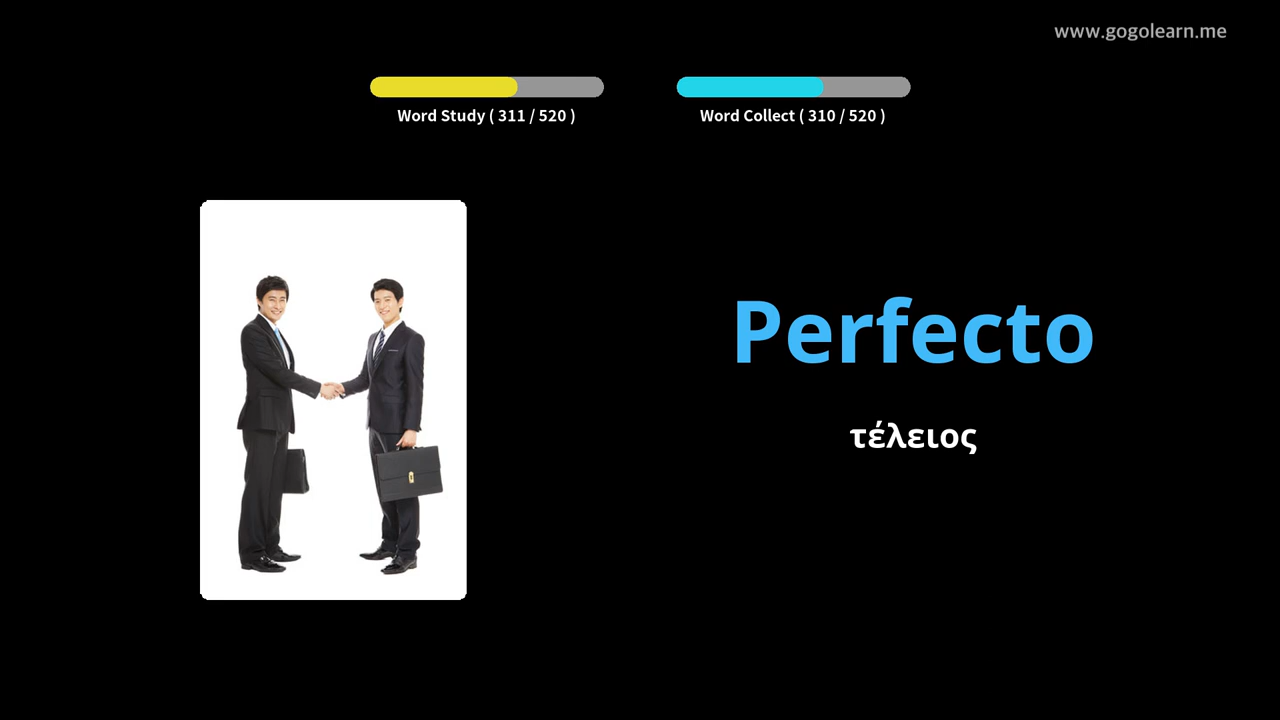 www.gogolearn.me
Word Study ( 311 / 520 )
Word Collect ( 310 / 520 )
Perfecto
τέλειος